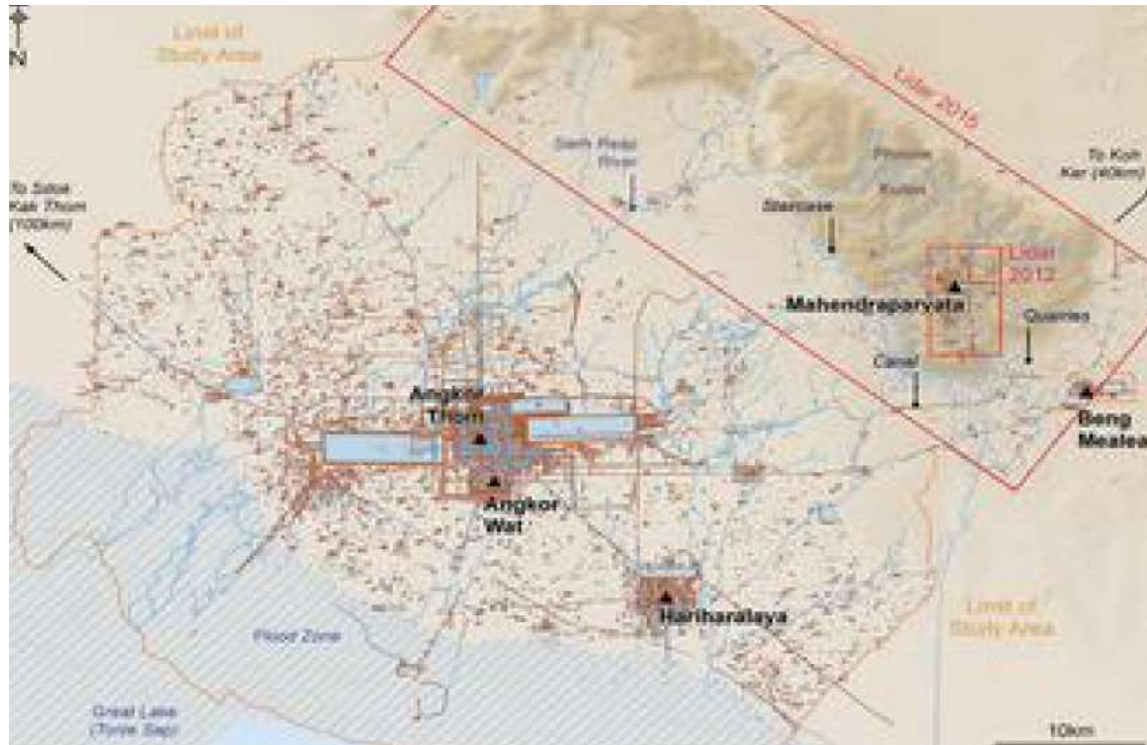 N
Limit of
Study Area
Lidar 2015
To Koh
Ker (40km)
River
Phnom
Kulen
Staircase
To Sdok
Kak Thom
(100km)
Lidar
2012
Mahendraparvata
Quarries
Canal
Angkor
Thom
Beng
Mealea
Angkor
Wat
Hariharalaya
Limit of
Study Area
Flood Zone
Great Lake
(Tonle Sap)
10km